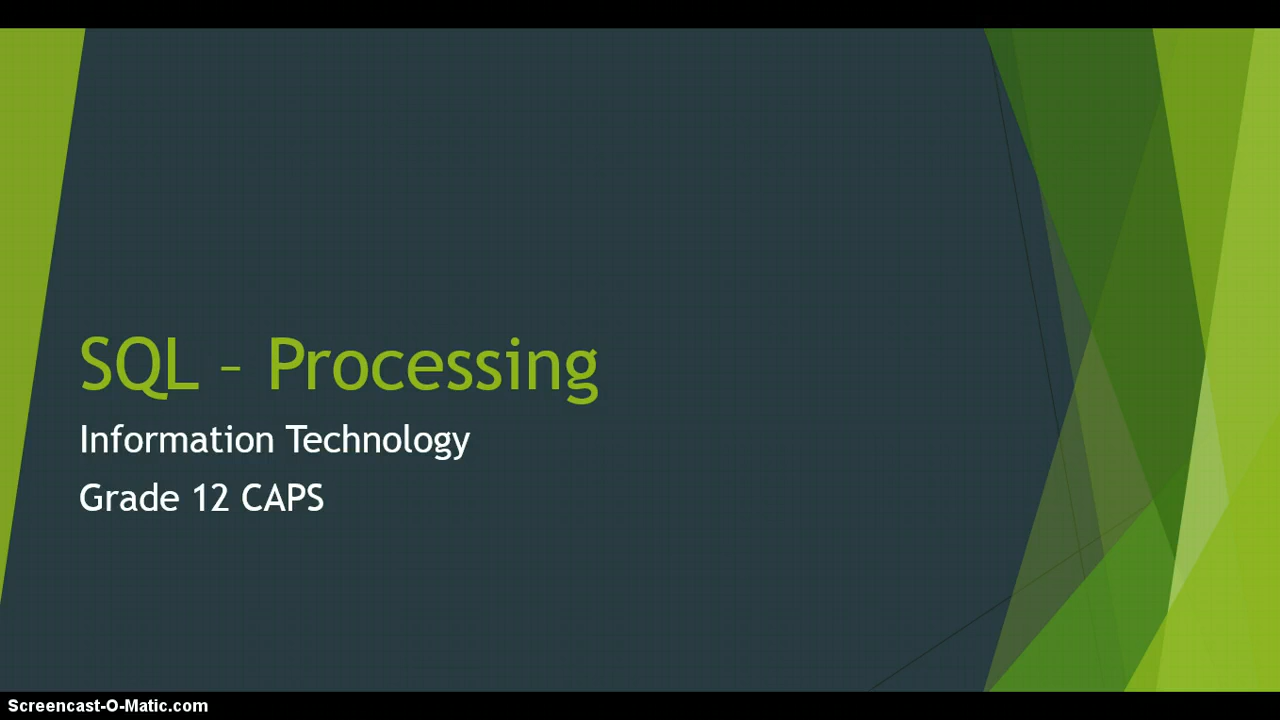 SQL – Processing
Information Technology
Grade 12 CAPS
Screencast-O-Matic.com